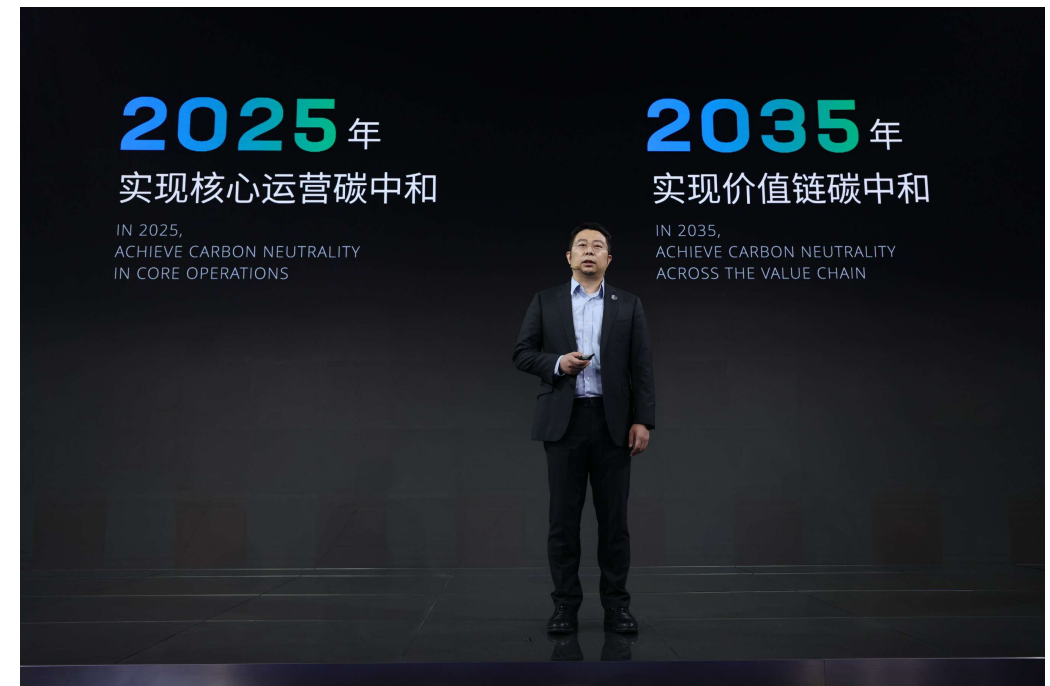 2025年
实现核心运营碳中和
IN 2025,
ACHIEVE CARBON NEUTRALITY
IN CORE OPERATIONS
2035年
实现价值链碳中和
IN 2035,
ACHIEVE CARBON NEUTRALITY
ACROSS THE VALUE CHAIN